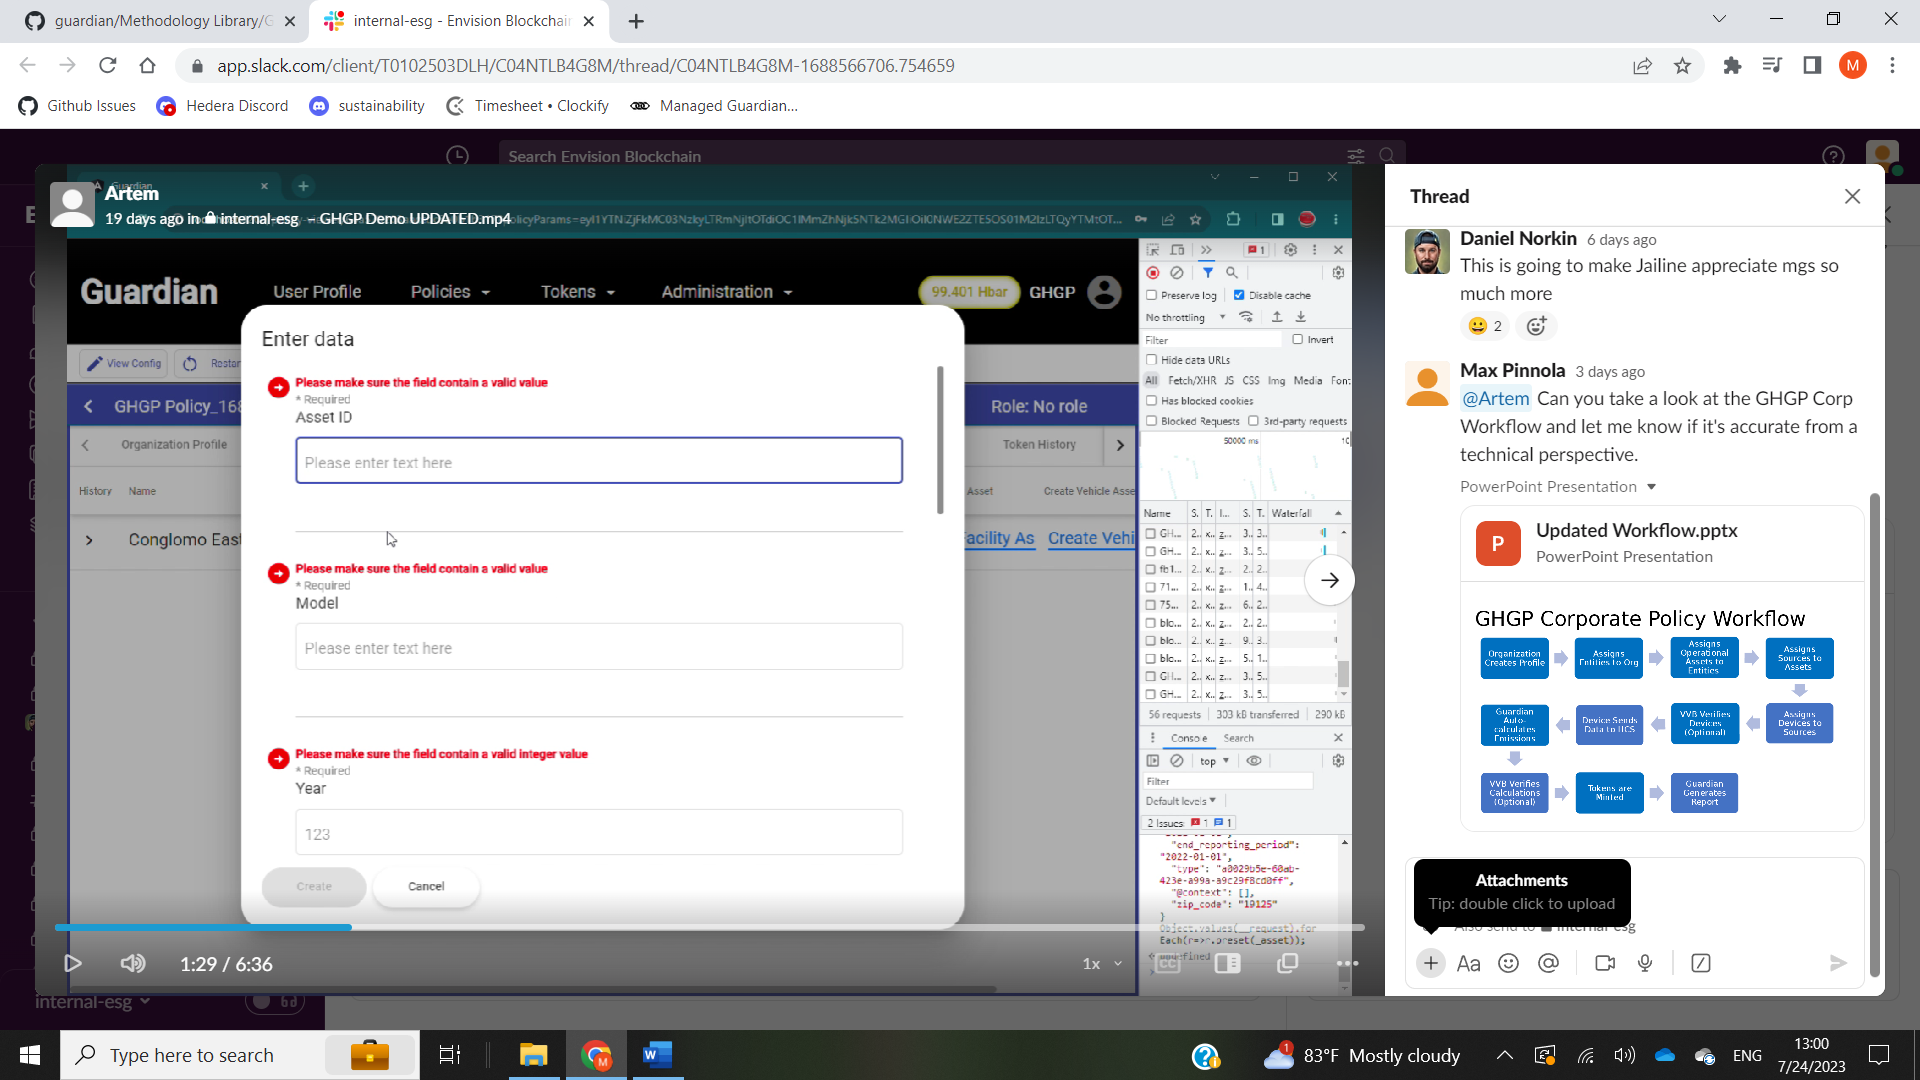 guardian/Methodology Library/G
internal-esg - Envision Blockchain
app.slack.com/client/T0102503DLH/C04NTLB4G8M/thread/C04NTLB4G8M-1688566706.754659
M
Github Issues
Hedera Discord
sustainability
Timesheet • Clockify
Managed Guardian...
Search Envision Blockchain
Artem
19 days ago in internal-esg – GHGP Demo UPDATED.mp4
Guardian
User Profile
Policies
Tokens
Administration
99.401 Hbar
GHGP
View Config
Restar
GHGP Policy_168
Role: No role
Organization Profile
Token History
History
Name
Asset
Create Vehicle Asse
Conglomo East
acility As
Create Vehi
Enter data
Please make sure the field contain a valid value
* Required
Asset ID
Please enter text here
Please make sure the field contain a valid value
* Required
Model
Please enter text here
Please make sure the field contain a valid integer value
* Required
Year
123
Create
Cancel
1:29 / 6:36
1x
1
Preserve log
Disable cache
No throttling
Filter
Invert
Hide data URLs
All Fetch/XHR JS CSS Img Media Font
Has blocked cookies
Blocked Requests
3rd-party requests
50000 ms
Name
Waterfall
56 requests
303 kB transferred
290 kB
Console
Search
top
Filter
Default levels
2 Issues: 1 1
"end_reporting_period":
"2022-01-01",
"@context": [],
"zip_code": "19125"
}
Object.values(__request).for
Each(r=>r.preset(_asset));
undefined
internal-esg
Thread
Daniel Norkin 6 days ago
This is going to make Jailine appreciate mgs so
much more
2
Max Pinnola 3 days ago
@Artem Can you take a look at the GHGP Corp
Workflow and let me know if it's accurate from a
technical perspective.
PowerPoint Presentation
P
Updated Workflow.pptx
PowerPoint Presentation
GHGP Corporate Policy Workflow
Organization
Creates Profile
Assigns
Entities to Org
Assigns
Operational
Assets to
Entities
Assigns
Sources to
Assets
Guardian
Auto-
calculates
Emissions
Device Sends
Data to HCS
VVB Verifies
Devices
(Optional)
Assigns
Devices to
Sources
VVB Verifies
Calculations
(Optional)
Tokens are
Minted
Guardian
Generates
Report
Attachments
Tip: double click to upload
Also send to internal-esg
Aa
Type here to search
1
83°F Mostly cloudy
ENG
13:00
7/24/2023